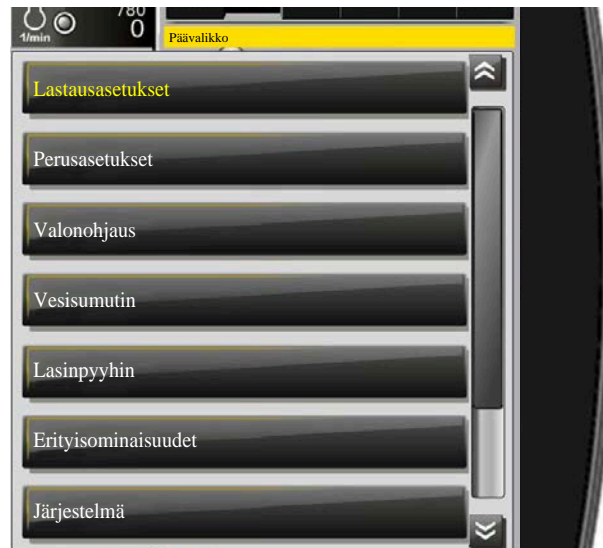 780
0
1/min
Päävalikko
Lastausasetukset
Perusasetukset
Valonohjaus
Vesisumutin
Lasinpyyhin
Erityisominaisuudet
Järjestelmä